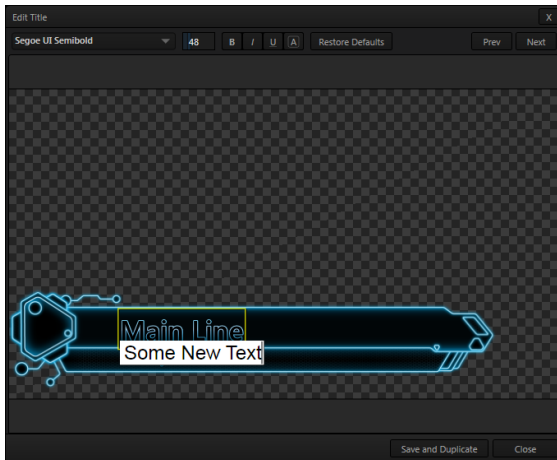 Edit Title X
Segoe UI Semibold 48 B I U A Restore Defaults Prev Next
Main Line
Some New Text
Save and Duplicate Close